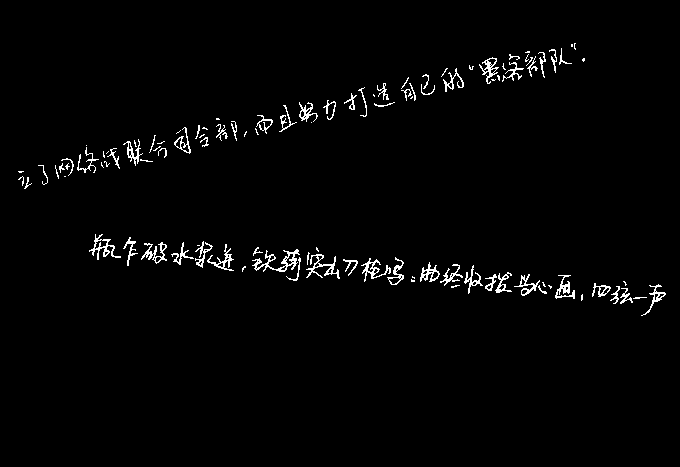 立了网络战联合司令部，而且努力打造自己的“黑客部队”。
瓶乍破水浆迸，铁骑突出刀枪鸣；曲终收拨当心画，四弦一声